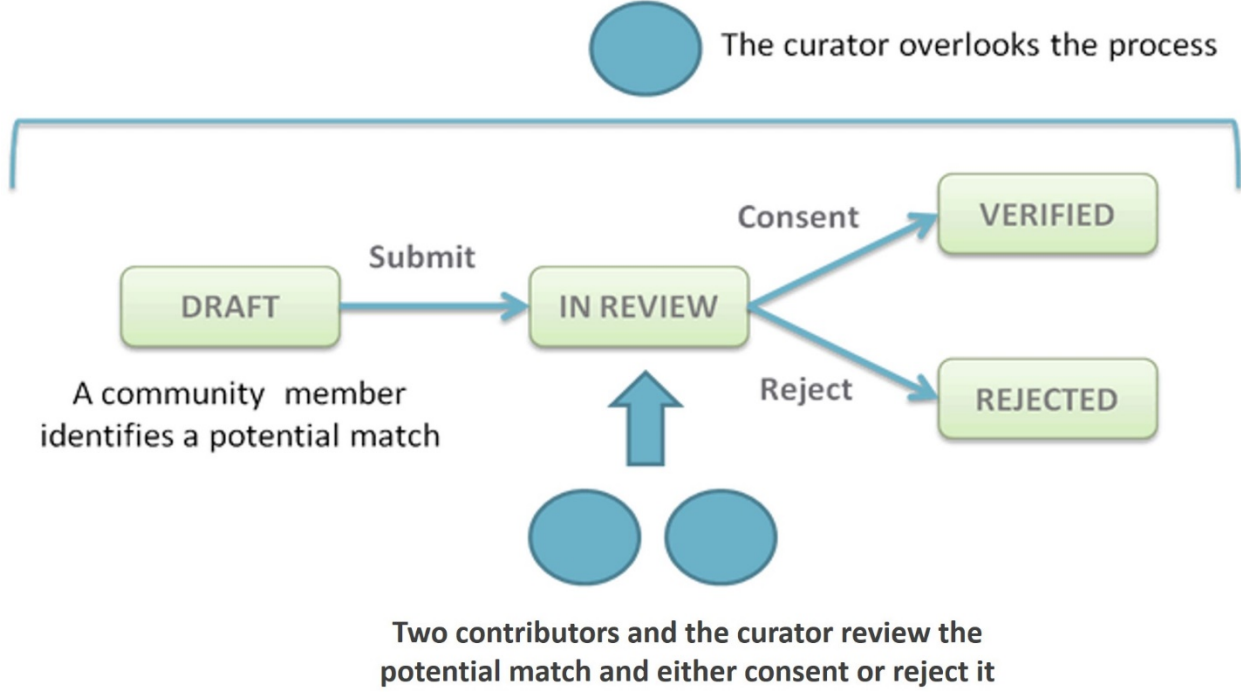 The curator overlooks the process
Consent
VERIFIED
Submit
DRAFT
IN REVIEW
A community member
identifies a potential match
Reject
REJECTED
Two contributors and the curator review the
potential match and either consent or reject it